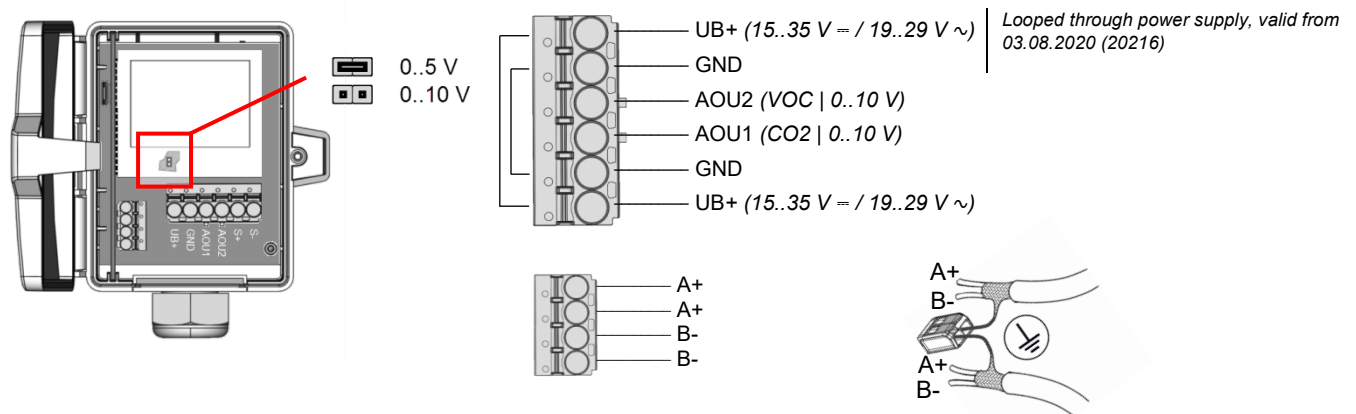 0..5 V
0..10 V
UB+
GND
AOU1
AOU2
S+
S-
UB+ (15..35 V ⎓ / 19..29 V ∿)
GND
AOU2 (VOC | 0..10 V)
AOU1 (CO2 | 0..10 V)
GND
UB+ (15..35 V ⎓ / 19..29 V ∿)
Looped through power supply, valid from
03.08.2020 (20216)
A+
A+
B-
B-
A+
B-
A+
B-